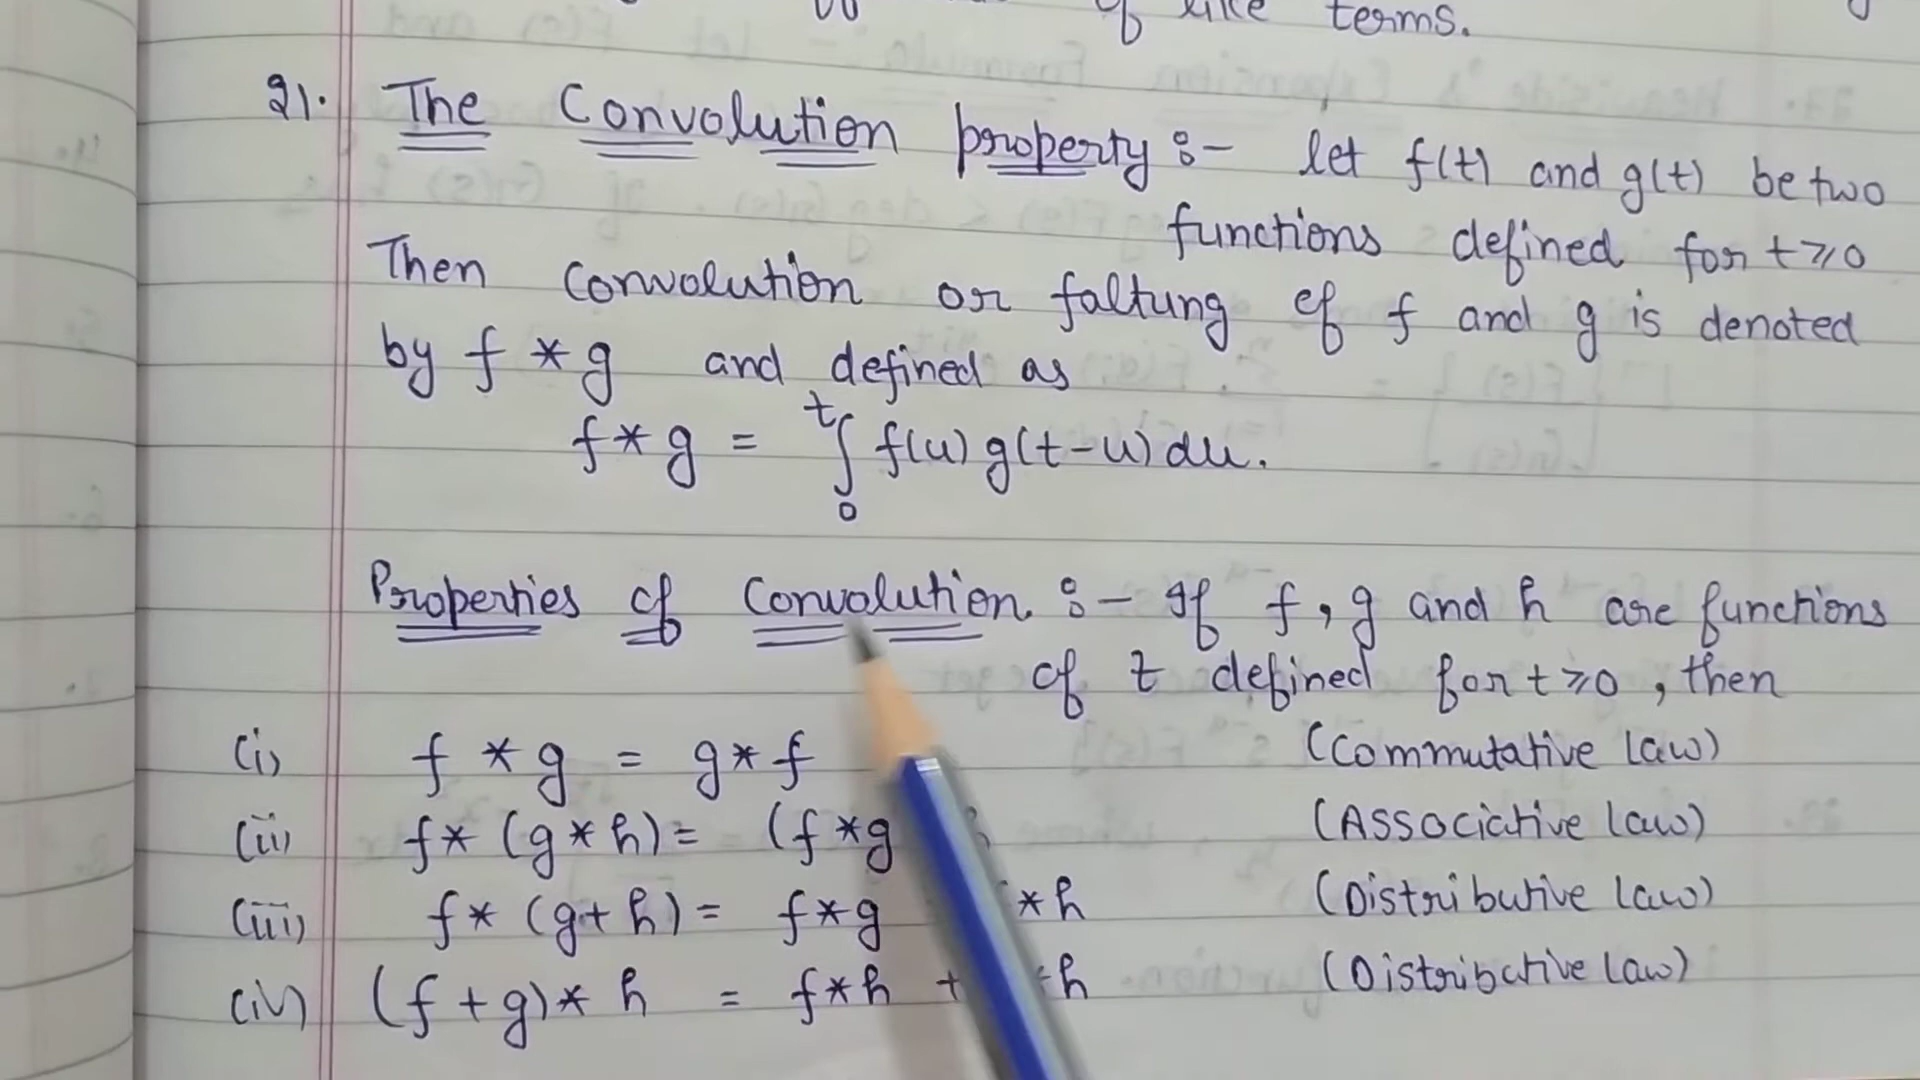 of like terms.
21. The Convolution property :- let f(t) and g(t) be two
functions defined for t≥0
Then convolution or faltung of f and g is denoted
by f * g and defined as
f * g = ∫₀ᵗ f(u) g(t-u) du.
Properties of Convolution :- If f, g and h are functions
of t defined for t≥0, then
(i) f * g = g * f (Commutative law)
(ii) f * (g * h) = (f * g (Associative law)
(iii) f * (g + h) = f * g * h (Distributive law)
(iv) (f + g) * h = f * h + * h (Distributive law)